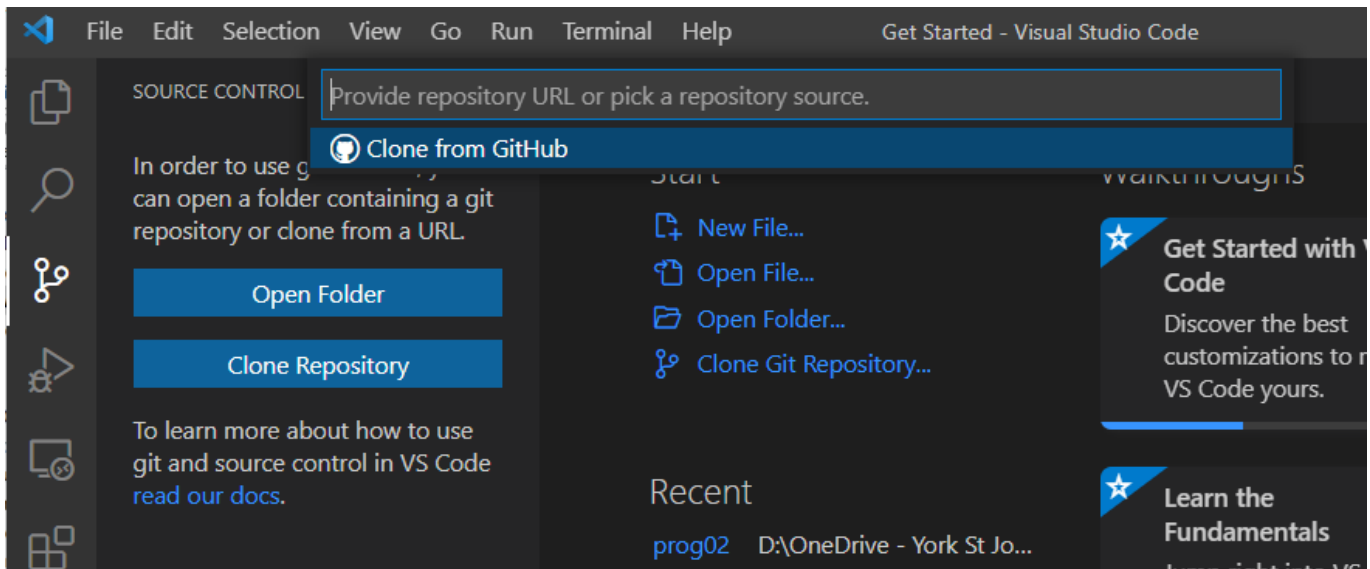 File Edit Selection View Go Run Terminal Help Get Started - Visual Studio Code
SOURCE CONTROL
Provide repository URL or pick a repository source.
Clone from GitHub
In order to use
can open a folder containing a git
repository or clone from a URL.
Open Folder
Clone Repository
To learn more about how to use
git and source control in VS Code
read our docs.
Start
New File...
Open File...
Open Folder...
Clone Git Repository...
Recent
prog02 D:\OneDrive - York St Jo...
Walkthroughs
Get Started with
Code
Discover the best
customizations to
VS Code yours.
Learn the
Fundamentals